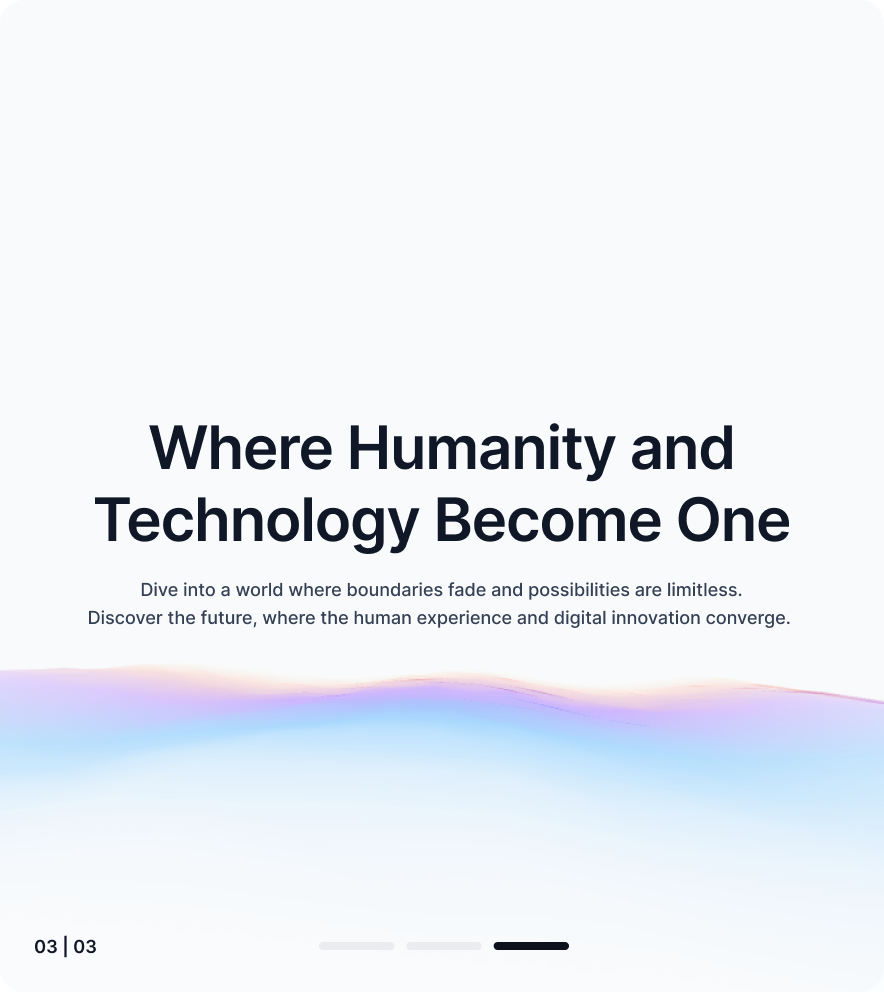 Where Humanity and
Technology Become One
Dive into a world where boundaries fade and possibilities are limitless.
Discover the future, where the human experience and digital innovation converge.
03 | 03